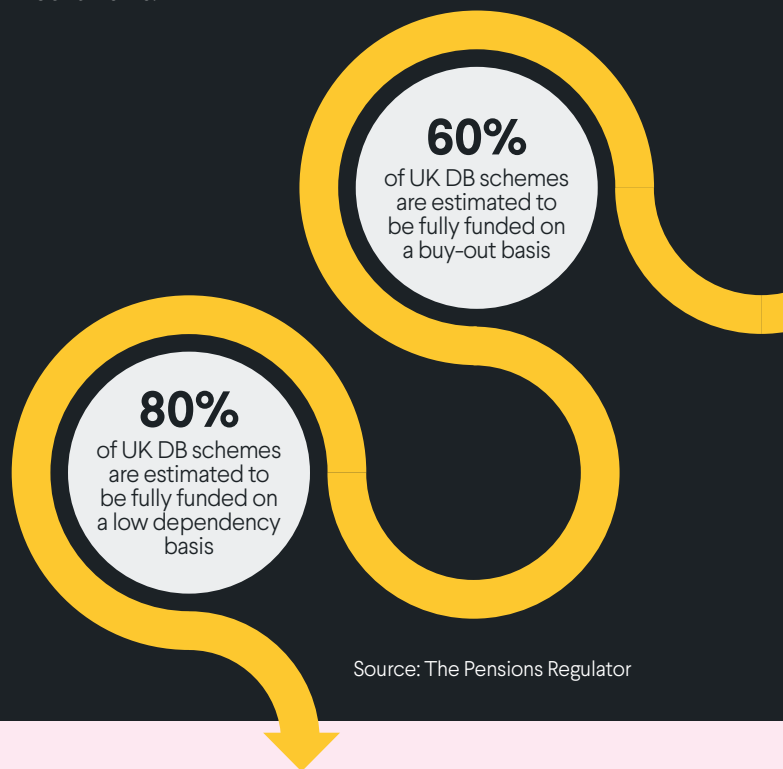 60%
of UK DB schemes
are estimated to
be fully funded on
a buy-out basis
80%
of UK DB schemes
are estimated to
be fully funded on
a low dependency
basis
Source: The Pensions Regulator